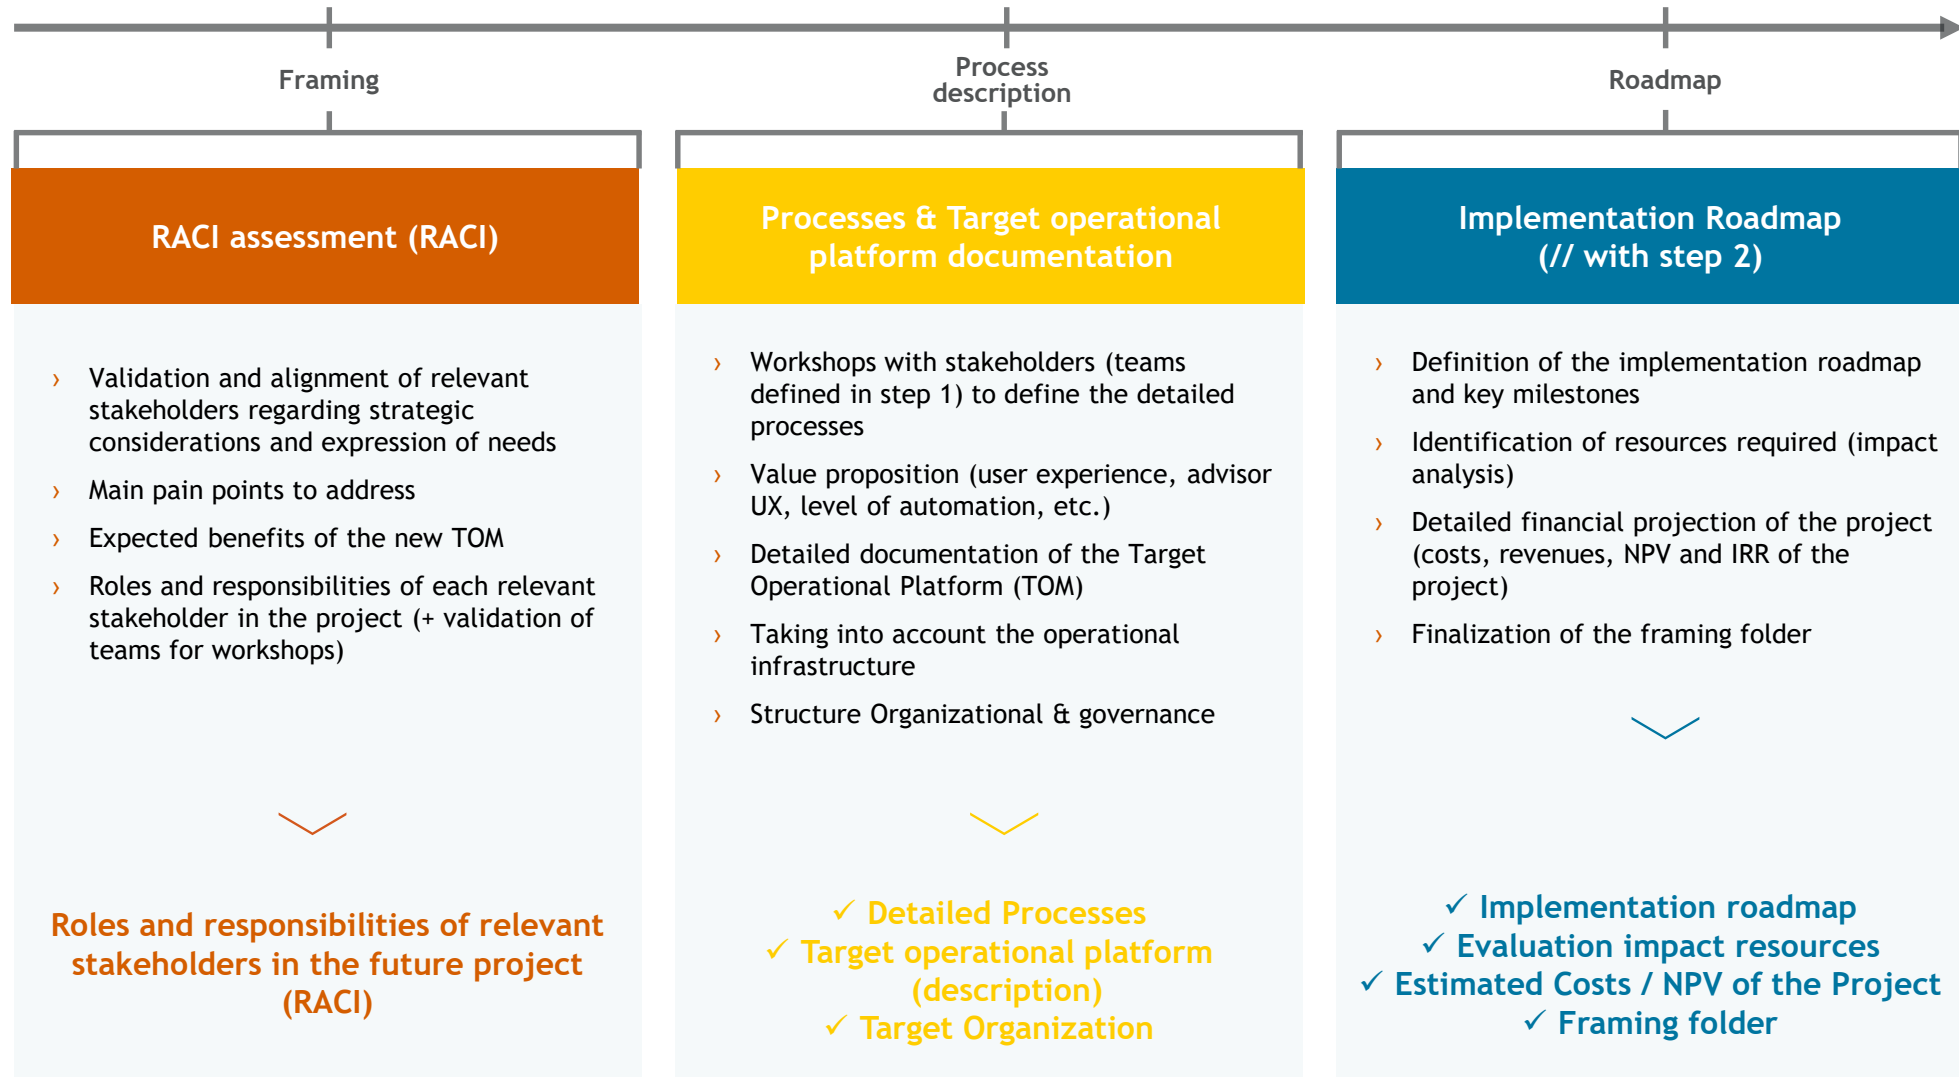 Framing
Process
description
Roadmap
RACI assessment (RACI)
› Validation and alignment of relevant
stakeholders regarding strategic
considerations and expression of needs
› Main pain points to address
› Expected benefits of the new TOM
› Roles and responsibilities of each relevant
stakeholder in the project (+ validation of
teams for workshops)
Roles and responsibilities of relevant
stakeholders in the future project
(RACI)
Processes & Target operational
platform documentation
› Workshops with stakeholders (teams
defined in step 1) to define the detailed
processes
› Value proposition (user experience, advisor
UX, level of automation, etc.)
› Detailed documentation of the Target
Operational Platform (TOM)
› Taking into account the operational
infrastructure
› Structure Organizational & governance
✓ Detailed Processes
✓ Target operational platform
(description)
✓ Target Organization
Implementation Roadmap
(// with step 2)
› Definition of the implementation roadmap
and key milestones
› Identification of resources required (impact
analysis)
› Detailed financial projection of the project
(costs, revenues, NPV and IRR of the
project)
› Finalization of the framing folder
✓ Implementation roadmap
✓ Evaluation impact resources
✓ Estimated Costs / NPV of the Project
✓ Framing folder